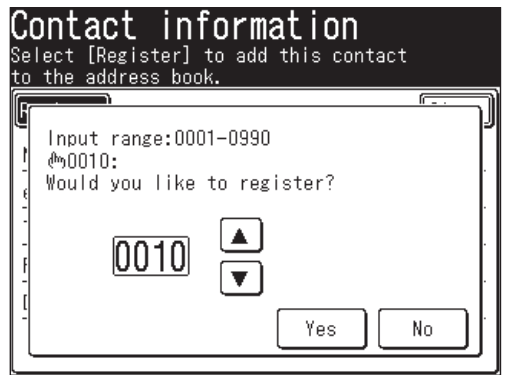 Contact information
Select [Register] to add this contact
to the address book.
Input range:0001-0990
0010:
Would you like to register?
0010
▲
▼
Yes No